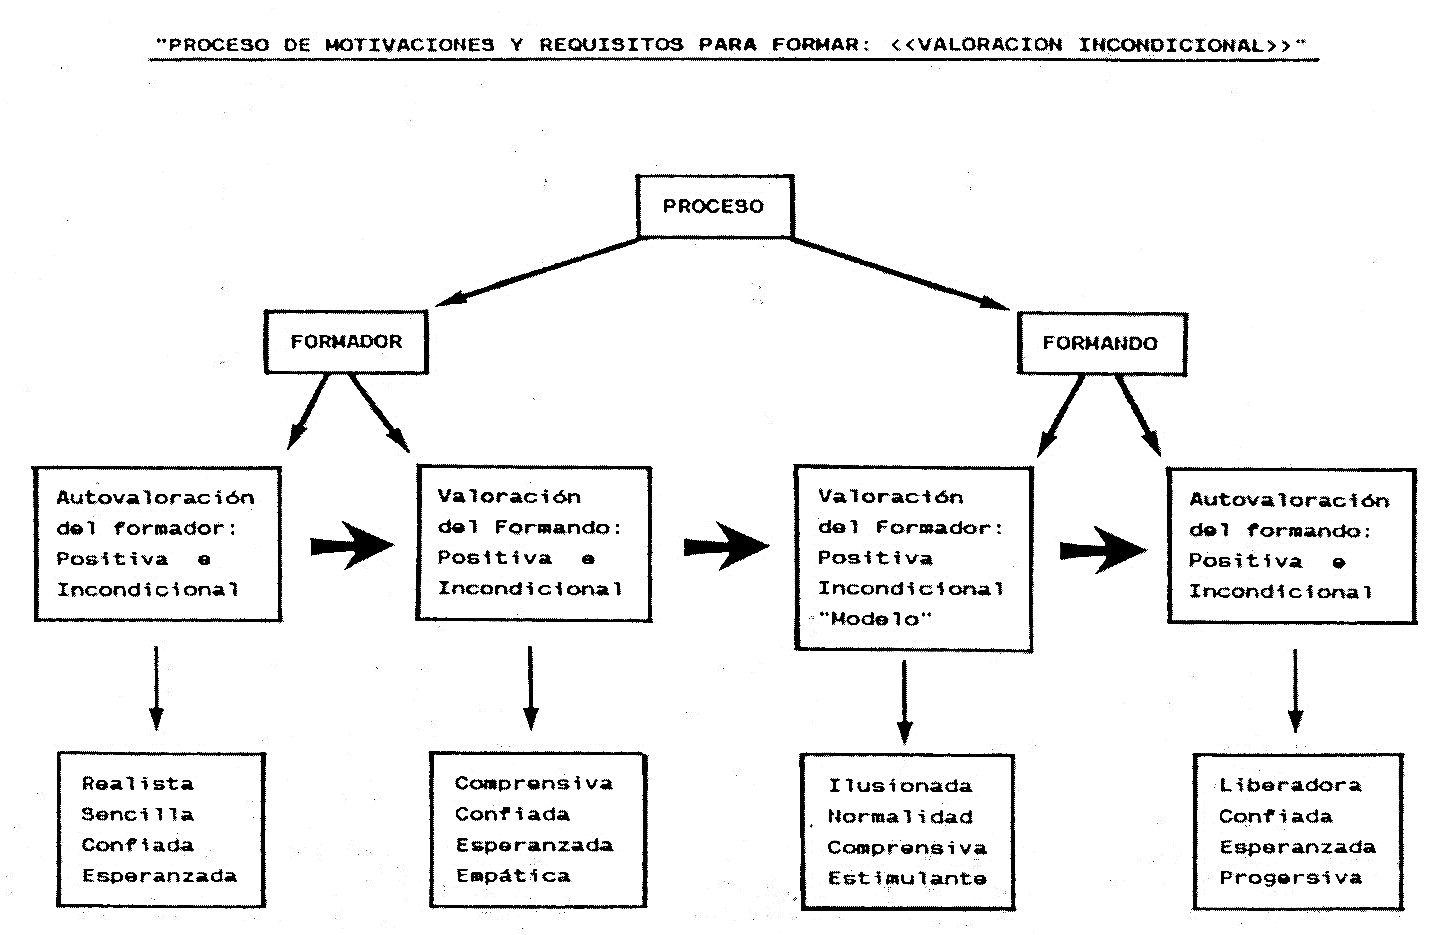 "PROCESO DE MOTIVACIONES Y REQUISITOS PARA FORMAR: <<VALORACION INCONDICIONAL>>"
PROCESO
FORMADOR
FORMANDO
Autovaloración
del formador:
Positiva e
Incondicional
Valoración
del Formando:
Positiva e
Incondicional
Valoración
del Formador:
Positiva
Incondicional
"Modelo"
Autovaloración
del formando:
Positiva e
Incondicional
Realista
Sencilla
Confiada
Esperanzada
Comprensiva
Confiada
Esperanzada
Empática
Ilusionada
Normalidad
Comprensiva
Estimulante
Liberadora
Confiada
Esperanzada
Progersiva